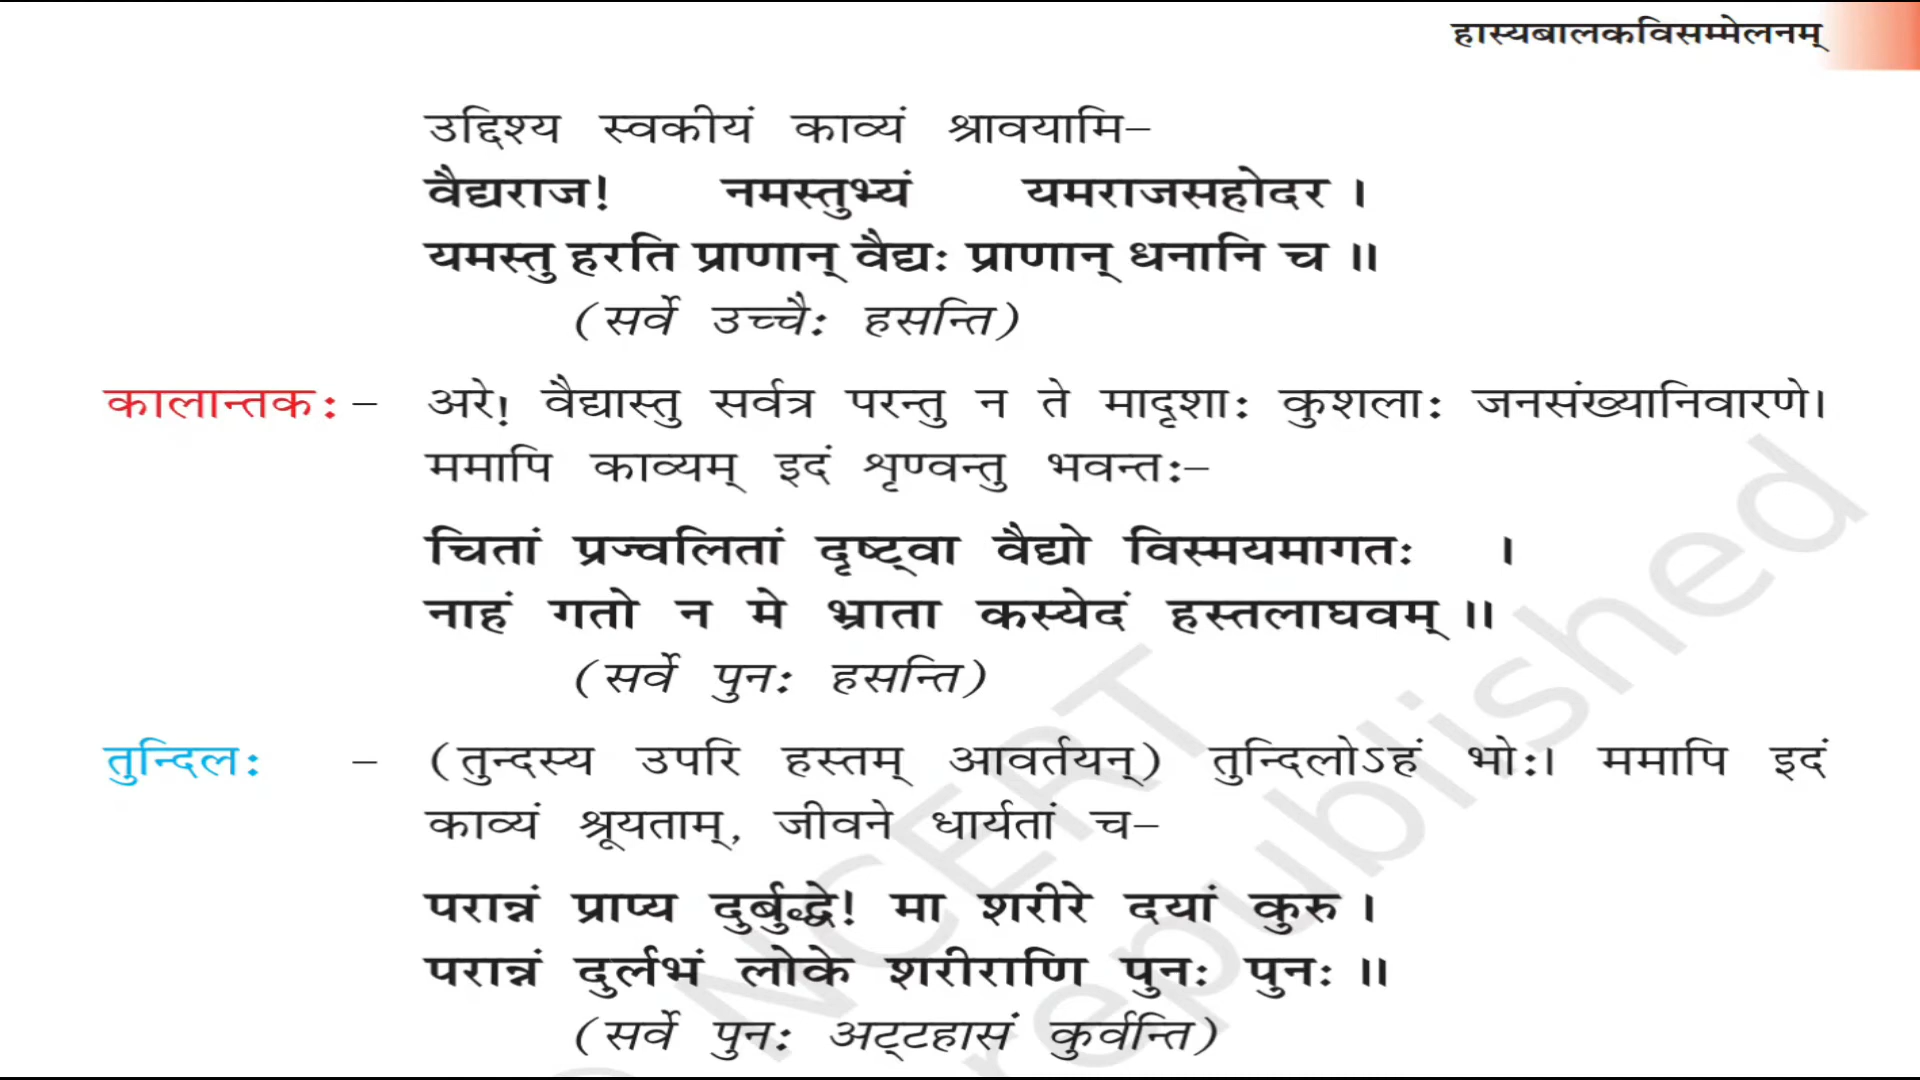 हास्यबालकविसम्मेलनम्
उद्दिश्य स्वकीयं काव्यं श्रावयामि–
वैद्यराज! नमस्तुभ्यं यमराजसहोदर ।
यमस्तु हरति प्राणान् वैद्यः प्राणान् धनानि च ॥
(सर्वे उच्चैः हसन्ति)
कालान्तकः – अरे! वैद्यास्तु सर्वत्र परन्तु न ते मादृशाः कुशलाः जनसंख्यानिवारणे।
ममापि काव्यम् इदं शृण्वन्तु भवन्तः–
चितां प्रज्वलितां दृष्ट्वा वैद्यो विस्मयमागतः ।
नाहं गतो न मे भ्राता कस्येदं हस्तलाघवम् ॥
(सर्वे पुनः हसन्ति)
तुन्दिलः – (तुन्दस्य उपरि हस्तम् आवर्तयन्) तुन्दिलोऽहं भोः। ममापि इदं
काव्यं श्रूयताम्, जीवने धार्यतां च–
परान्नं प्राप्य दुर्बुद्धे! मा शरीरे दयां कुरु ।
परान्नं दुर्लभं लोके शरीराणि पुनः पुनः ॥
(सर्वे पुनः अट्टहासं कुर्वन्ति)
NCERT
republished